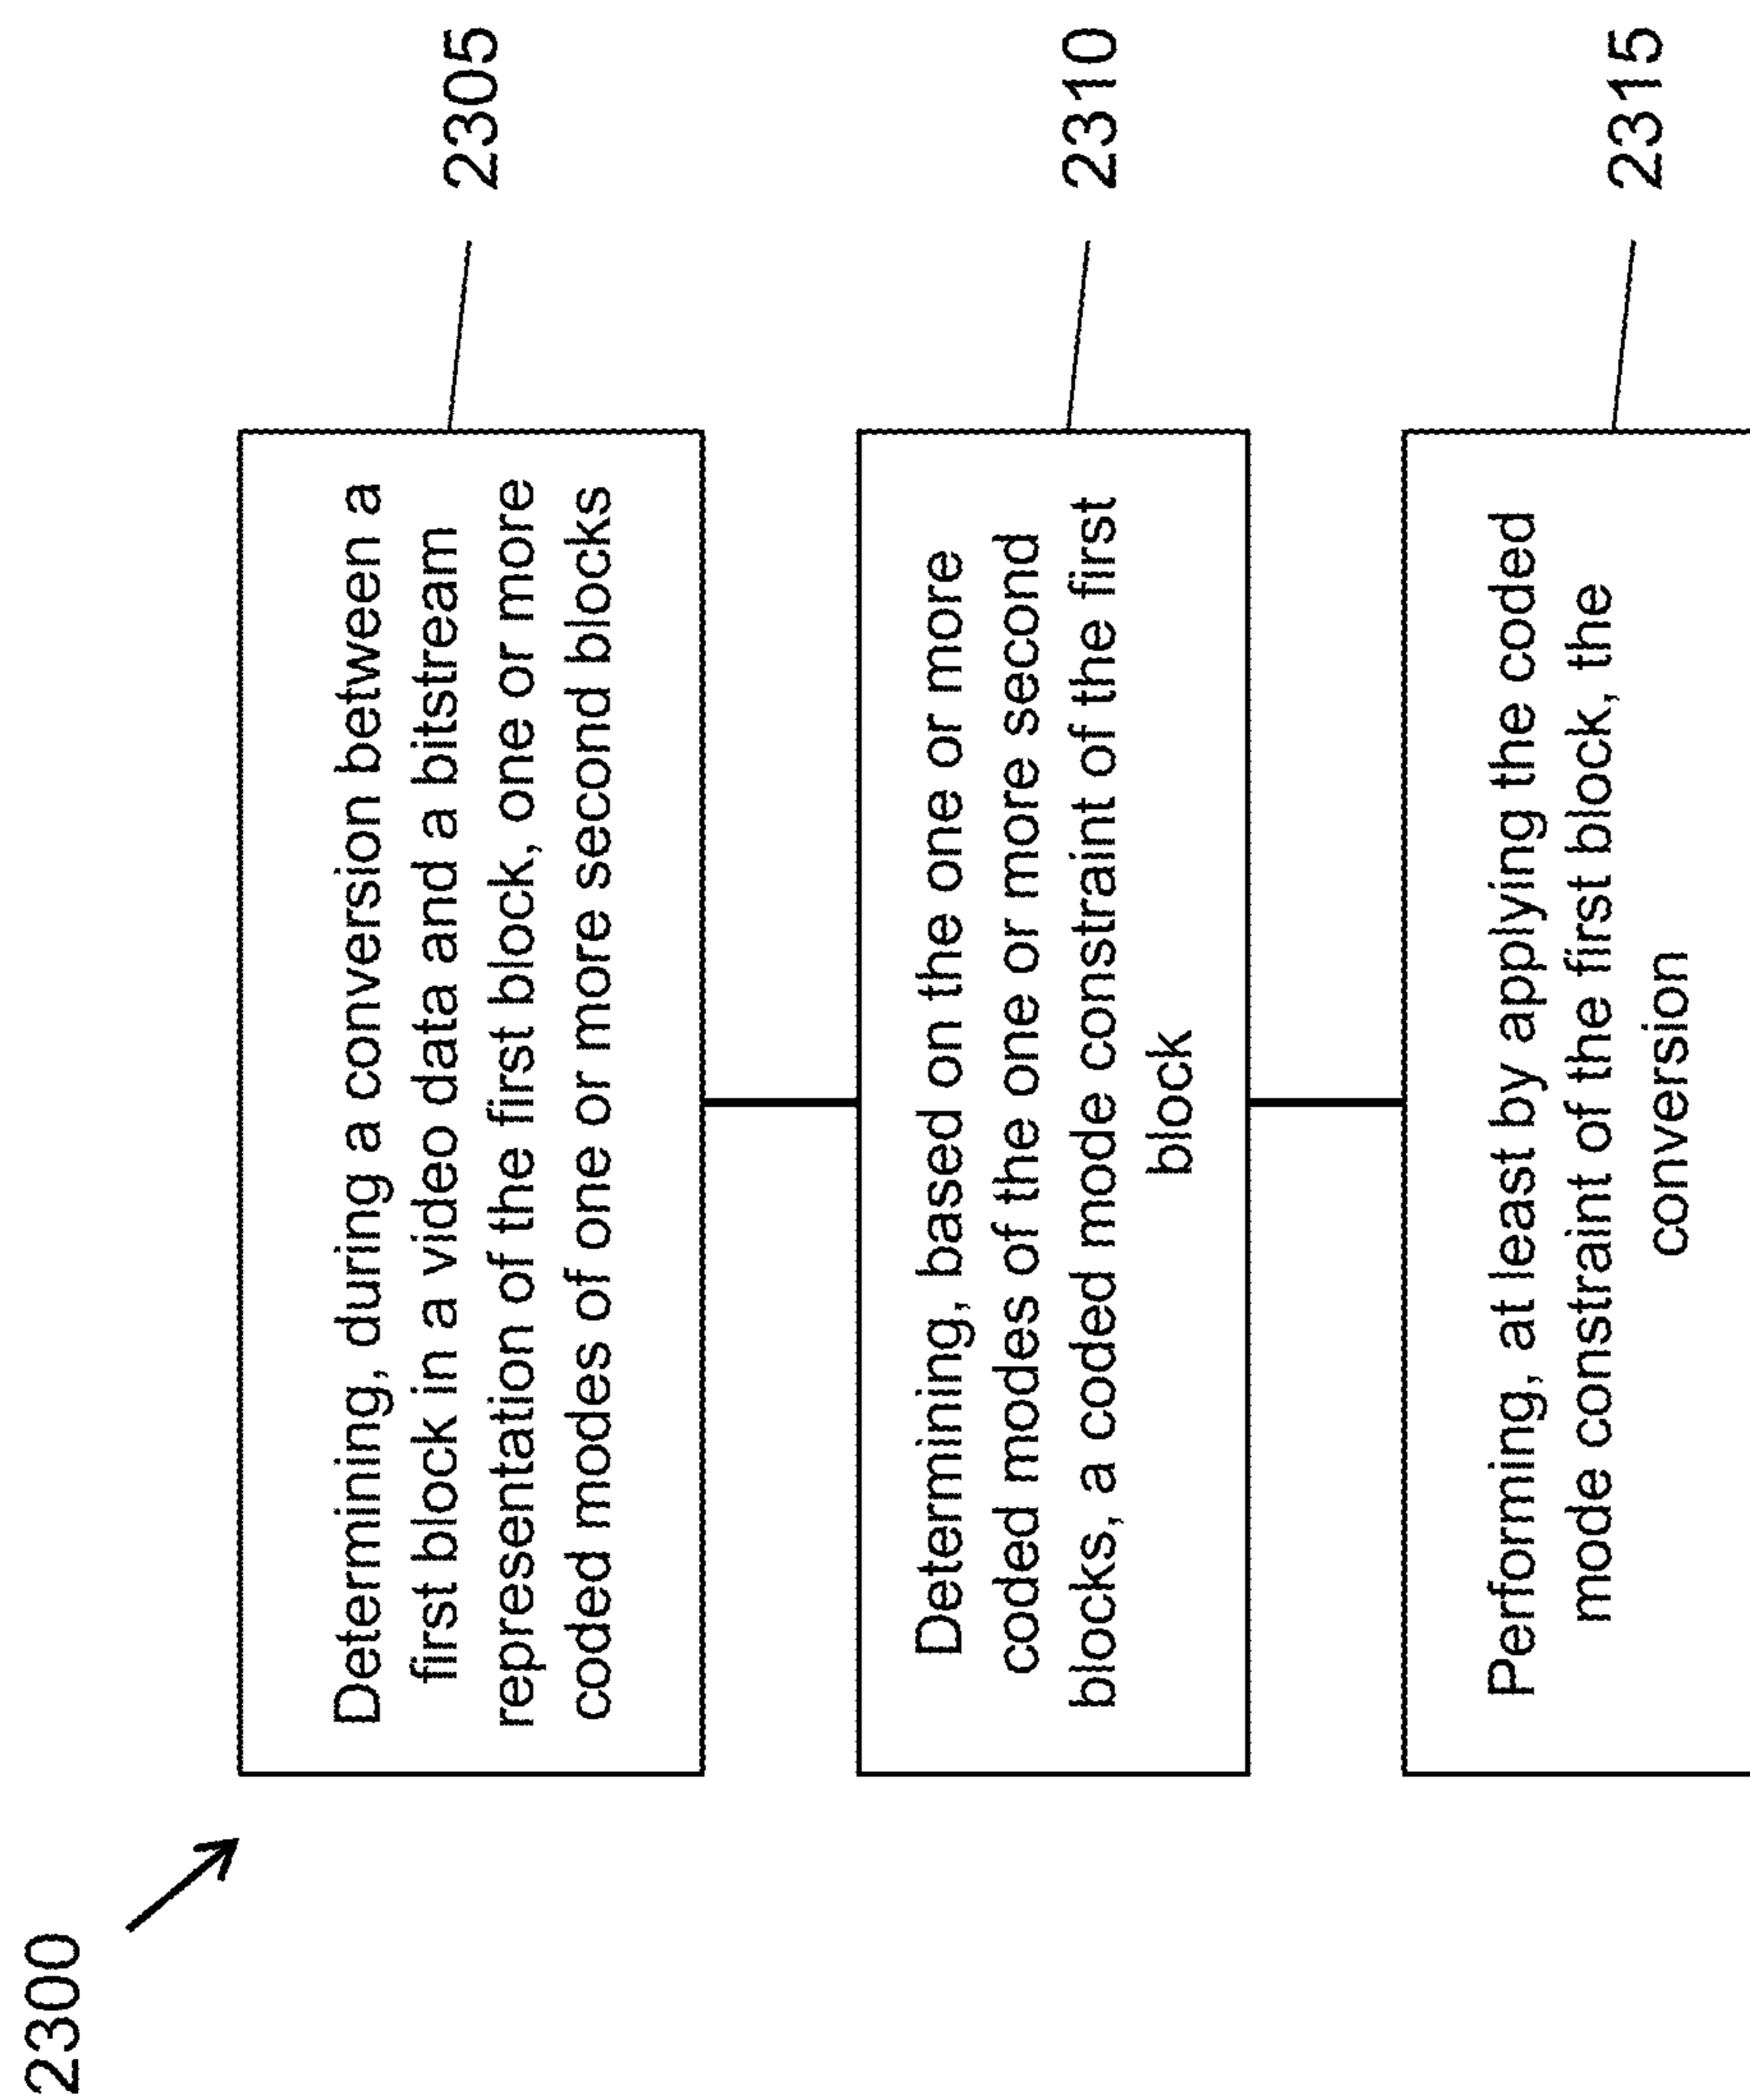 2300
Determining, during a conversion between a
first block in a video data and a bitstream
representation of the first block, one or more
coded modes of one or more second blocks
2305
Determining, based on the one or more
coded modes of the one or more second
blocks, a coded mode constraint of the first
block
2310
Performing, at least by applying the coded
mode constraint of the first block, the
conversion
2315